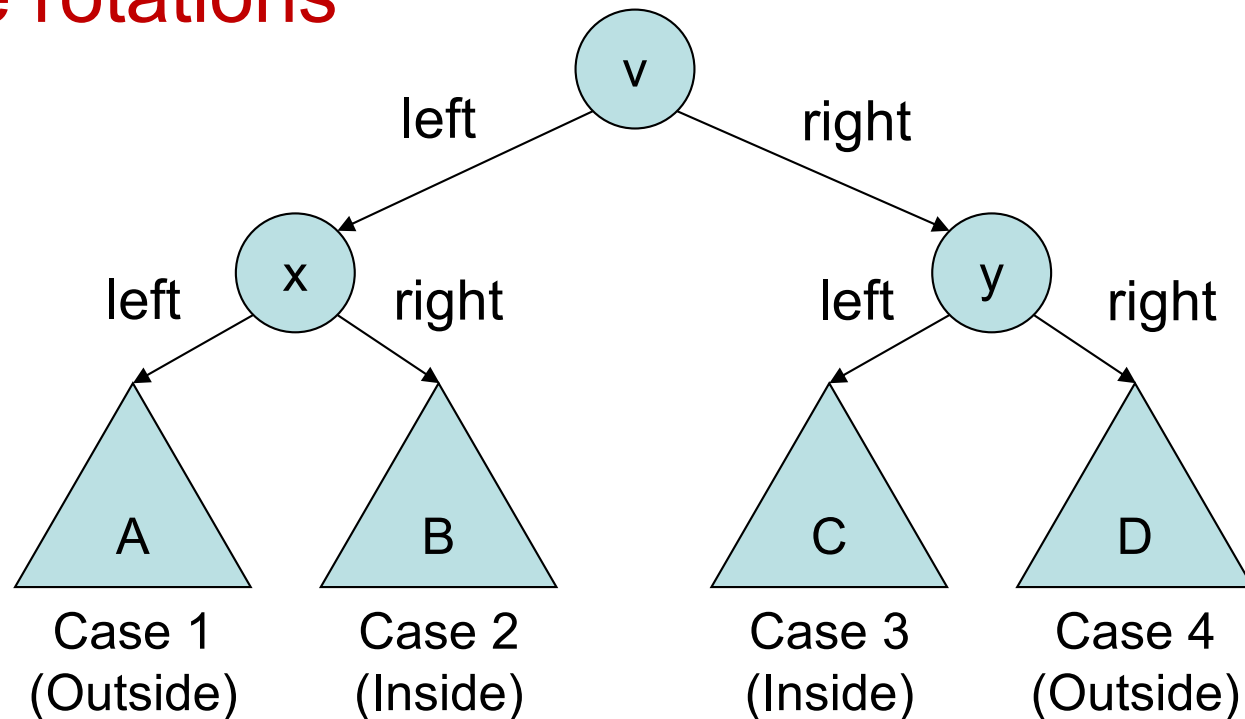 rotations
v
left right
x y
left right left right
A B C D
Case 1 Case 2 Case 3 Case 4
(Outside) (Inside) (Inside) (Outside)